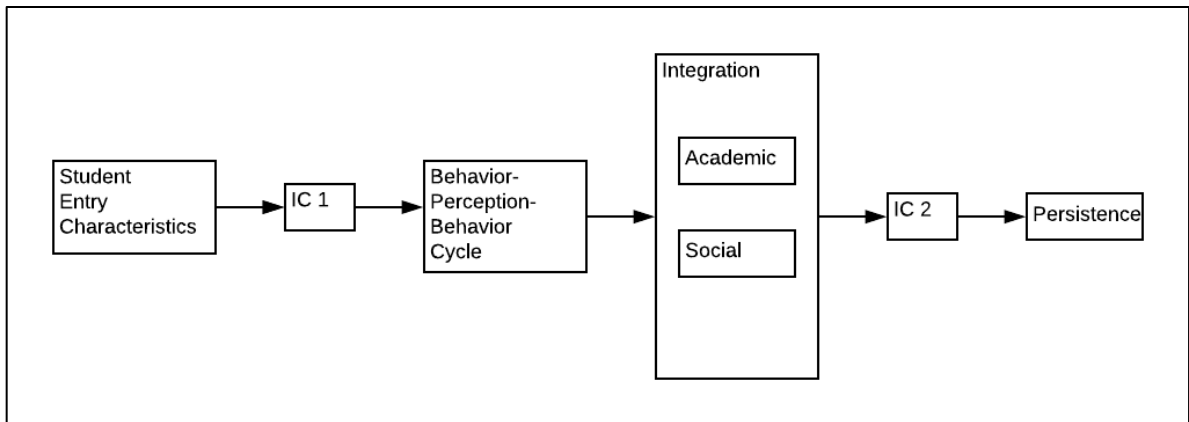 Student
Entry
Characteristics
IC 1
Behavior-
Perception-
Behavior
Cycle
Integration
Academic
Social
IC 2
Persistence